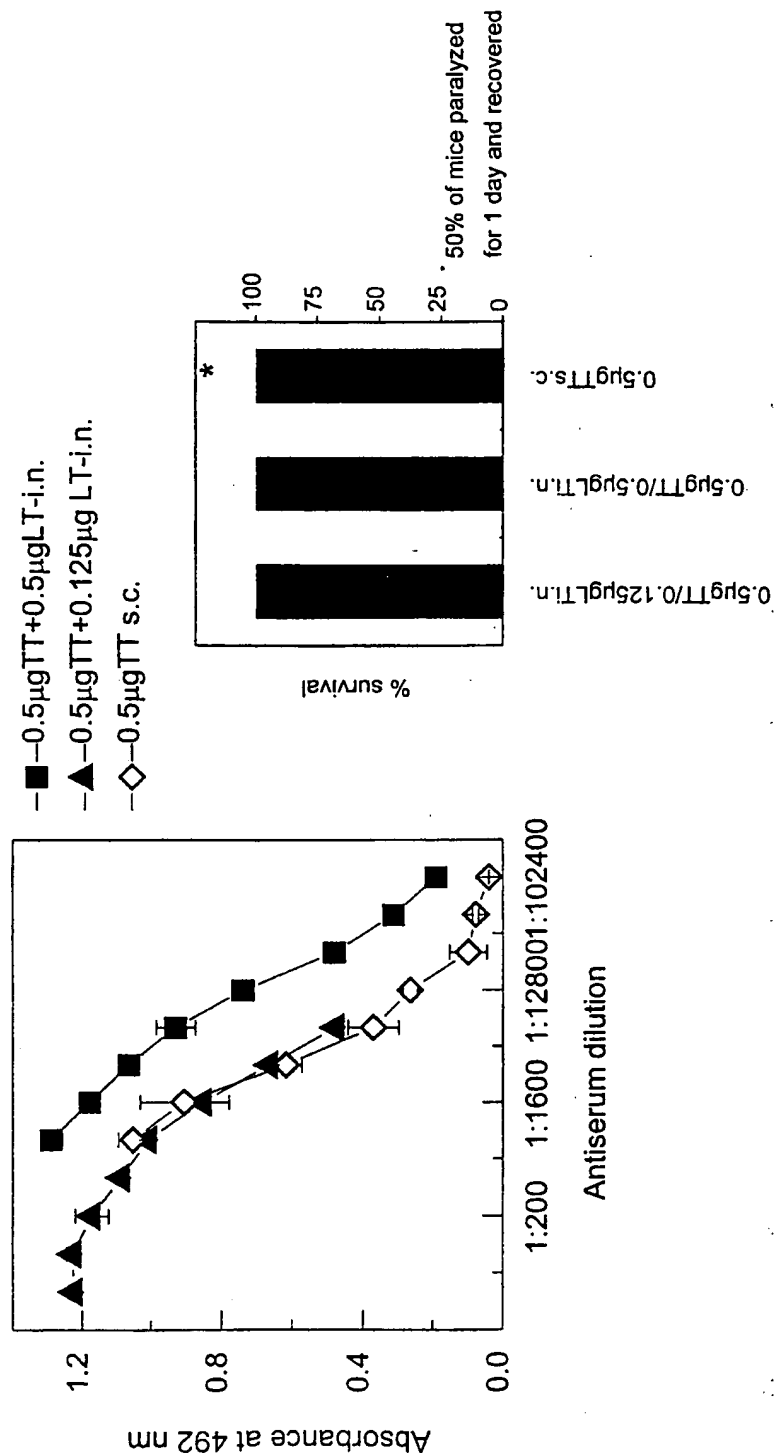 Absorbance at 492 nm
1.2
0.8
0.4
0.0
1:200
1:1600
1:12800
1:102400
Antiserum dilution
0.5µgTT+0.5µgLT-i.n.
0.5µgTT+0.125µg LT-i.n.
0.5µgTT s.c.
% survival
*
100
75
50
25
0
0.5µgTT/0.125µgLTi.n.
0.5µgTT/0.5µgLTi.n.
0.5µgTTs.c.
* 50% of mice paralyzed
for 1 day and recovered